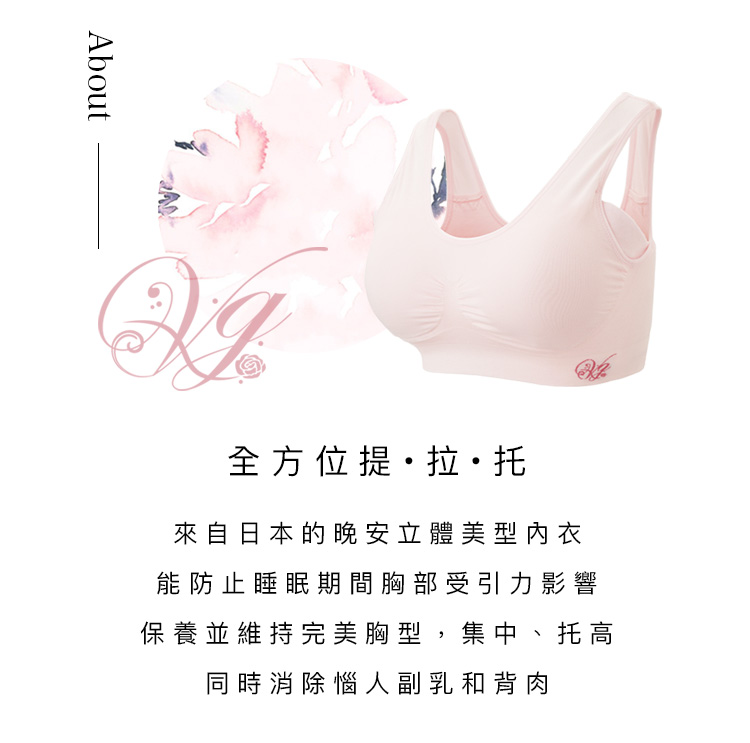 About
Vg
Vg
全方位提・拉・托
來自日本的晚安立體美型內衣
能防止睡眠期間胸部受引力影響
保養並維持完美胸型，集中、托高
同時消除惱人副乳和背肉